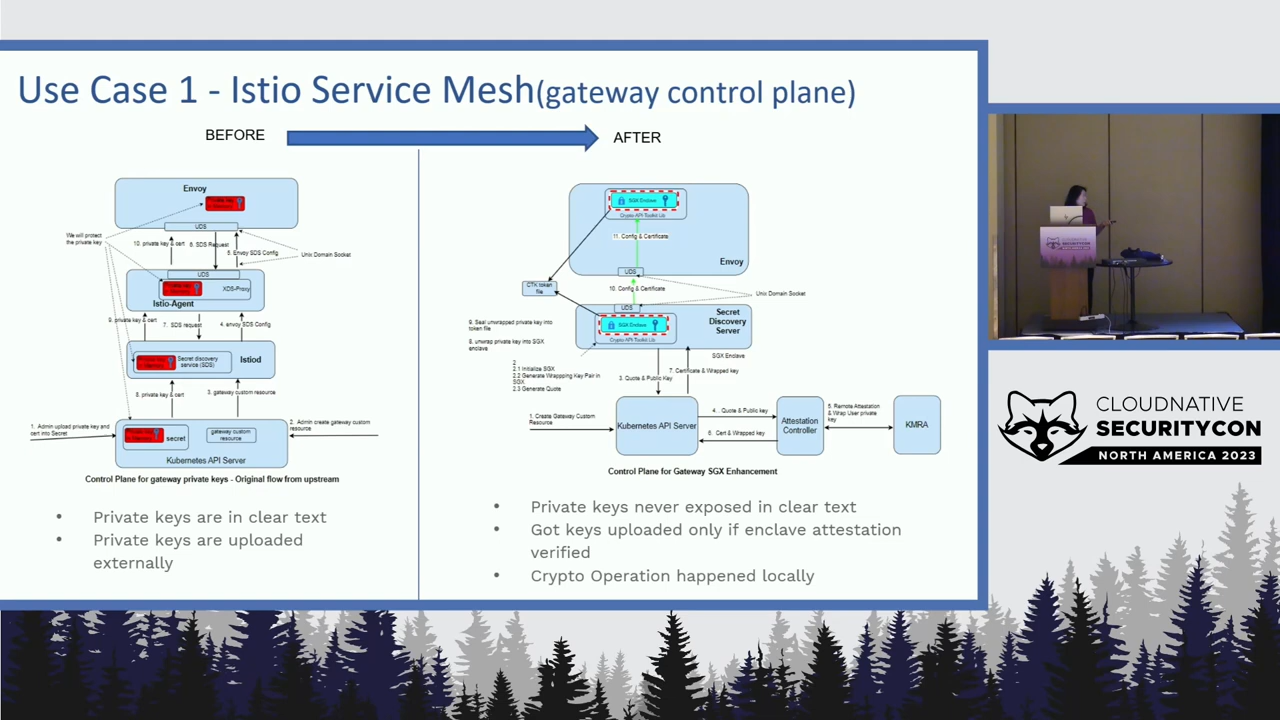 Use Case 1 - Istio Service Mesh(gateway control plane)
BEFORE
AFTER
Envoy
UDS
We will protect
the private key
10. private key & cert
6. SDS Request
5. Envoy SDS Config
Unix Domain Socket
UDS
XDS-Proxy
Istio-Agent
9. private key & cert
7. SDS request
4. envoy SDS Config
Secret discovery
service (SDS)
Istiod
8. private key & cert
3. gateway custom resource
1. Admin upload private key and
cert into Secret
2. Admin create gateway custom
resource
secret
gateway custom
resource
Kubernetes API Server
Control Plane for gateway private keys - Original flow from upstream
Private keys are in clear text
Private keys are uploaded
externally
SGX Enclave
Crypto API Toolkit Lib
11. Config & Certificate
Envoy
UDS
CTK token
file
10. Config & Certificate
Unix Domain Socket
UDS
Secret
Discovery
Server
SGX Enclave
Crypto API Toolkit Lib
9. Seal unwrapped private key into
token file
8. unwrap private key into SGX
enclave
SGX Enclave
2.
2.1 Initialize SGX
2.2 Generate Wrappping Key Pair in
SGX
2.3 Generate Quote
3. Quote & Public Key
7. Certificate & Wrapped key
1. Create Gateway Custom
Resource
Kubernetes API Server
4. Quote & Public key
6. Cert & Wrapped key
Attestation
Controller
5. Remote Attestation
& Wrap User private
key
KMRA
Control Plane for Gateway SGX Enhancement
Private keys never exposed in clear text
Got keys uploaded only if enclave attestation
verified
Crypto Operation happened locally
CLOUDNATIVE
SECURITYCON
NORTH AMERICA 2023